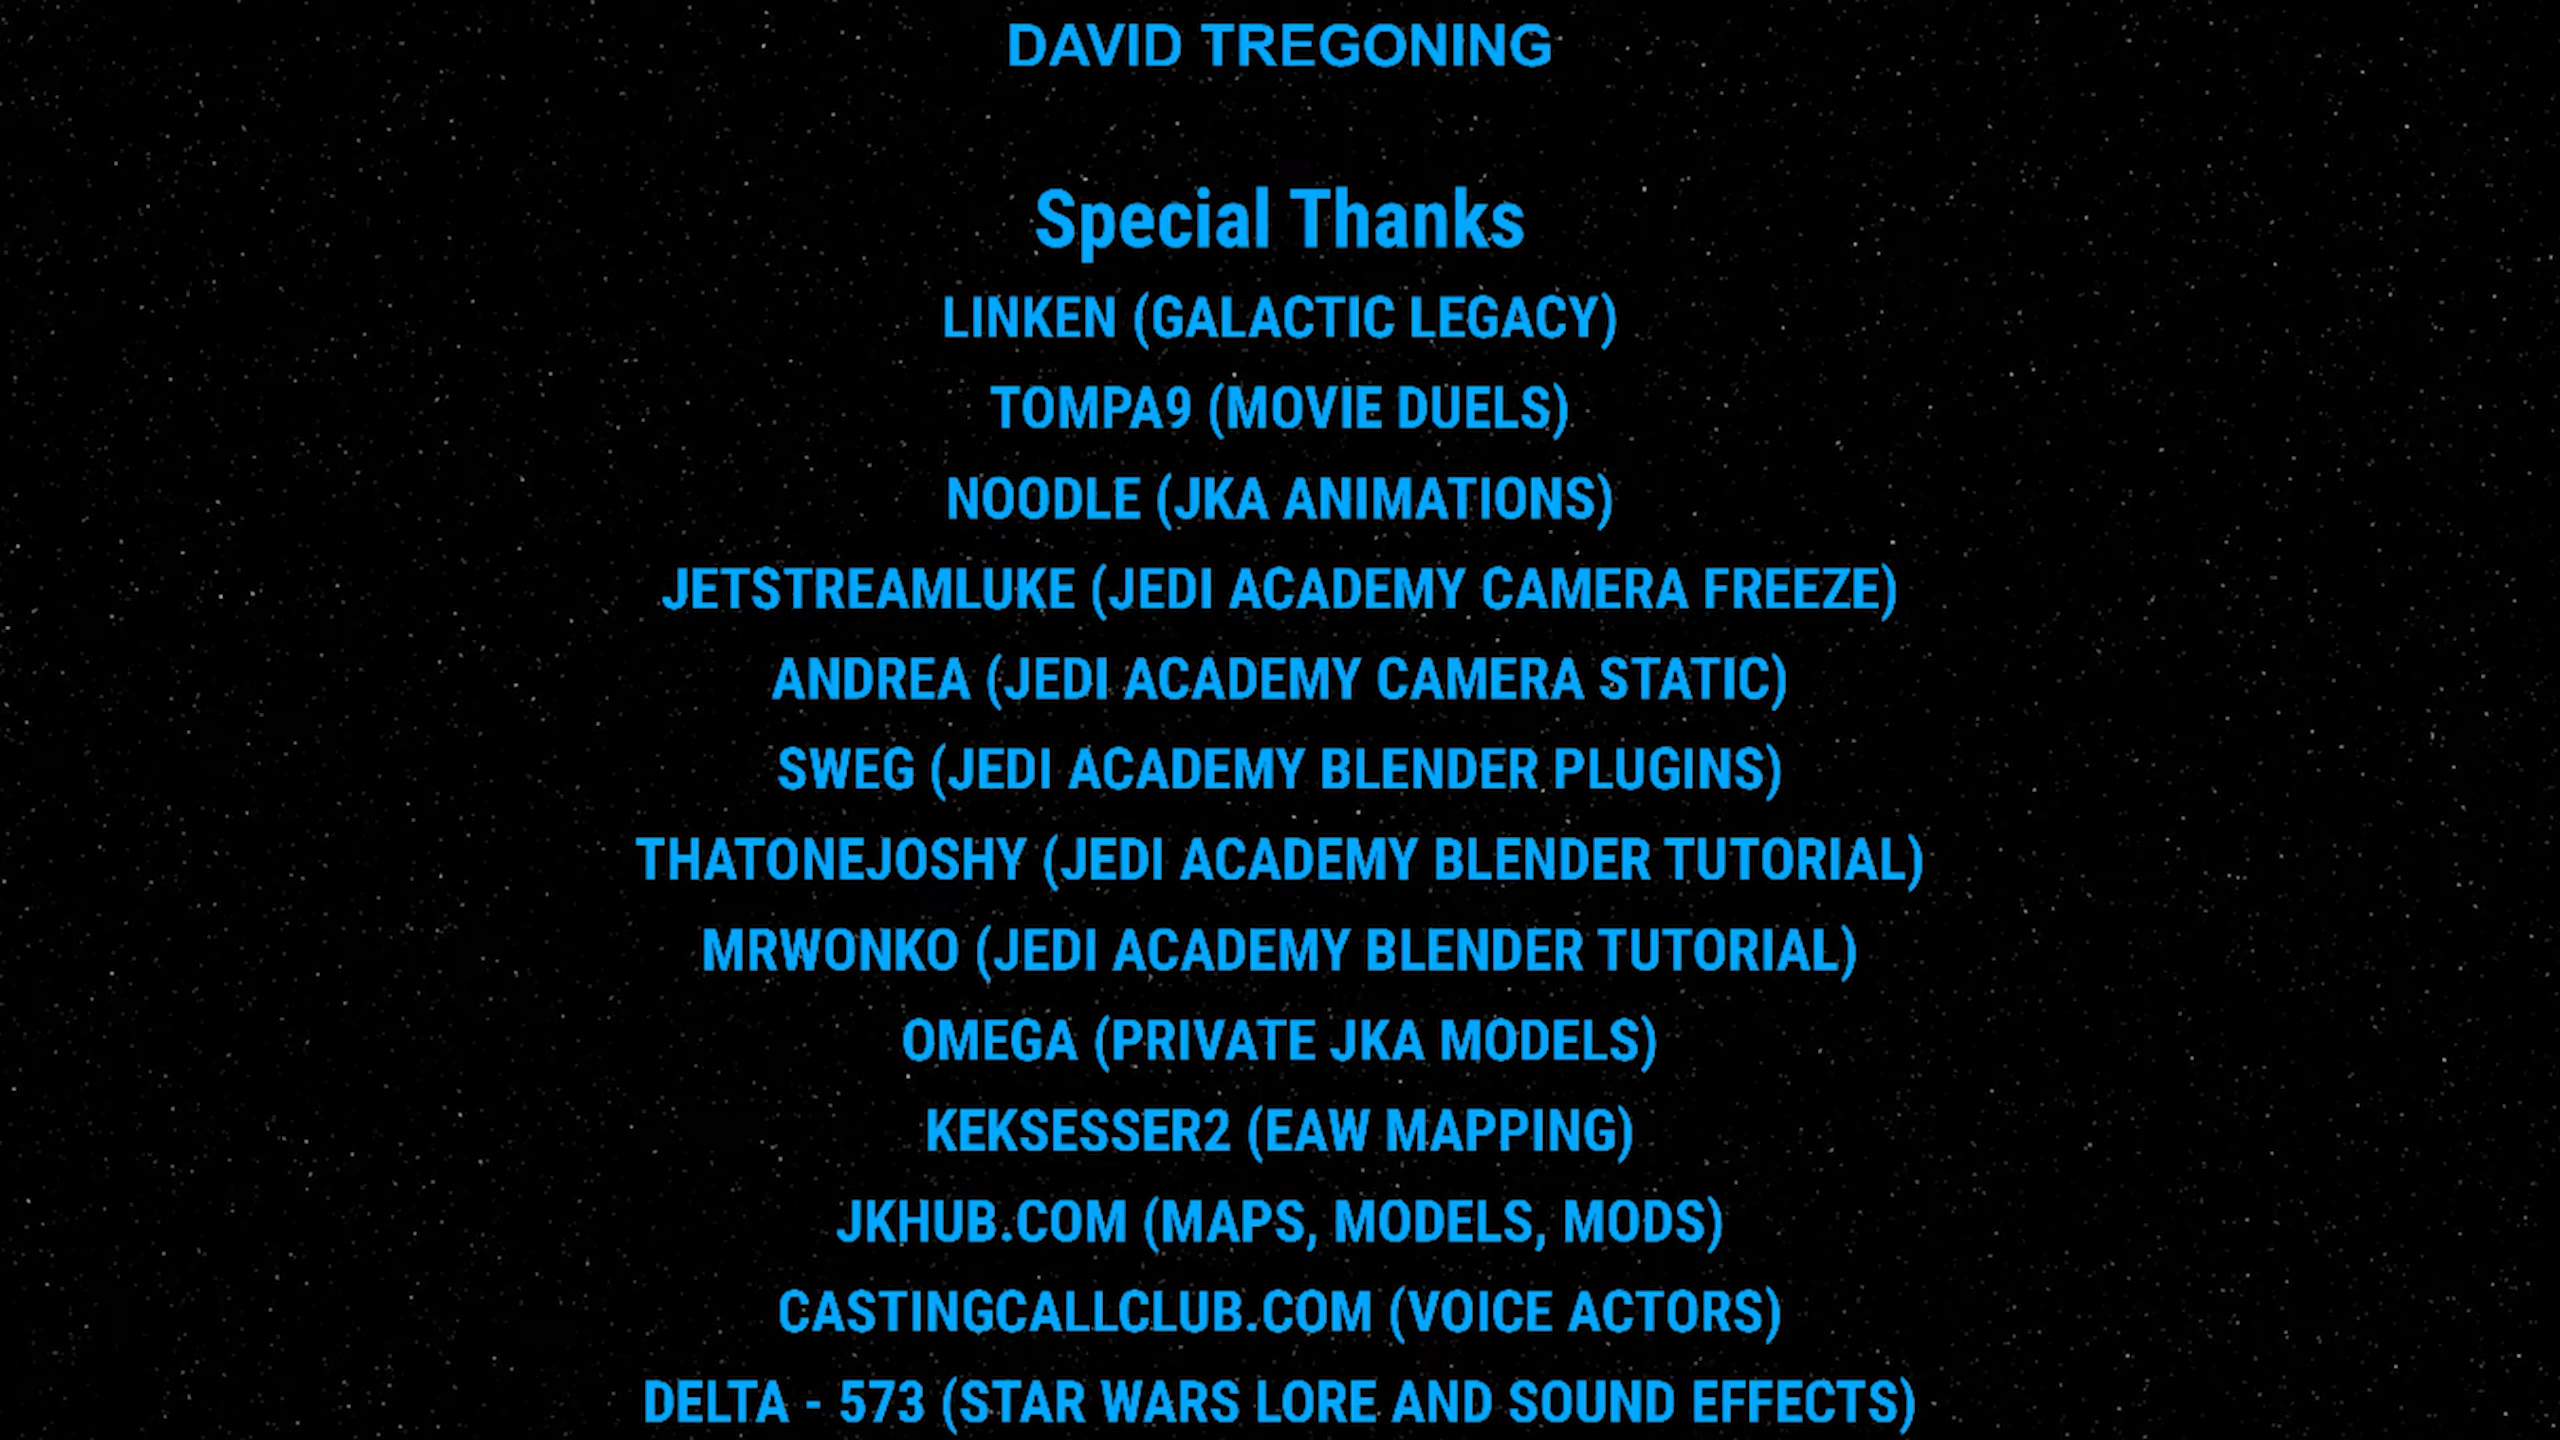 DAVID TREGONING
Special Thanks
LINKEN (GALACTIC LEGACY)
TOMPA9 (MOVIE DUELS)
NOODLE (JKA ANIMATIONS)
JETSTREAMLUKE (JEDI ACADEMY CAMERA FREEZE)
ANDREA (JEDI ACADEMY CAMERA STATIC)
SWEG (JEDI ACADEMY BLENDER PLUGINS)
THATONEJOSHY (JEDI ACADEMY BLENDER TUTORIAL)
MRWONKO (JEDI ACADEMY BLENDER TUTORIAL)
OMEGA (PRIVATE JKA MODELS)
KEKSESSER2 (EAW MAPPING)
JKHUB.COM (MAPS, MODELS, MODS)
CASTINGCALLCLUB.COM (VOICE ACTORS)
DELTA - 573 (STAR WARS LORE AND SOUND EFFECTS)